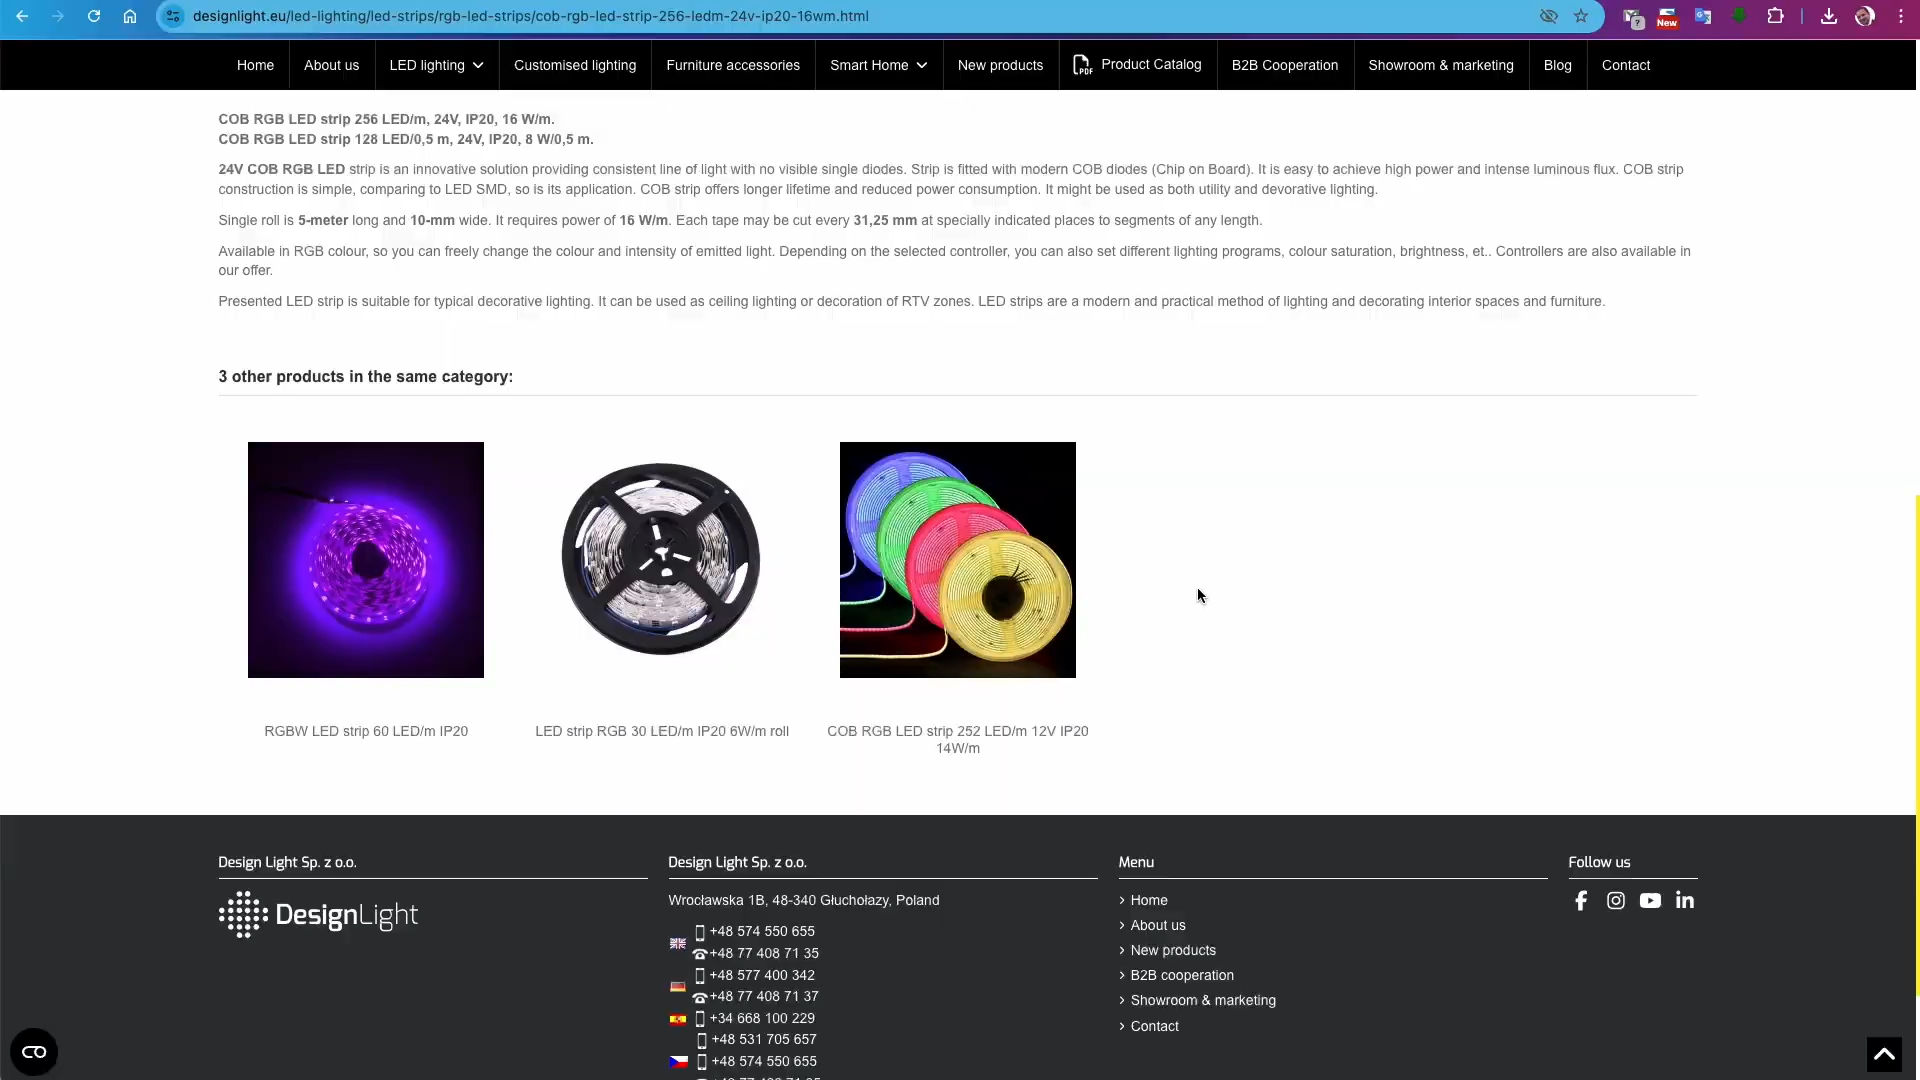 designlight.eu/led-lighting/led-strips/rgb-led-strips/cob-rgb-led-strip-256-ledm-24v-ip20-16wm.html
New
Home
About us
LED lighting
Customised lighting
Furniture accessories
Smart Home
New products
PDF
Product Catalog
B2B Cooperation
Showroom & marketing
Blog
Contact
COB RGB LED strip 256 LED/m, 24V, IP20, 16 W/m.
COB RGB LED strip 128 LED/0,5 m, 24V, IP20, 8 W/0,5 m.
24V COB RGB LED strip is an innovative solution providing consistent line of light with no visible single diodes. Strip is fitted with modern COB diodes (Chip on Board). It is easy to achieve high power and intense luminous flux. COB strip
construction is simple, comparing to LED SMD, so is its application. COB strip offers longer lifetime and reduced power consumption. It might be used as both utility and devorative lighting.
Single roll is 5-meter long and 10-mm wide. It requires power of 16 W/m. Each tape may be cut every 31,25 mm at specially indicated places to segments of any length.
Available in RGB colour, so you can freely change the colour and intensity of emitted light. Depending on the selected controller, you can also set different lighting programs, colour saturation, brightness, et.. Controllers are also available in
our offer.
Presented LED strip is suitable for typical decorative lighting. It can be used as ceiling lighting or decoration of RTV zones. LED strips are a modern and practical method of lighting and decorating interior spaces and furniture.
3 other products in the same category:
RGBW LED strip 60 LED/m IP20
LED strip RGB 30 LED/m IP20 6W/m roll
COB RGB LED strip 252 LED/m 12V IP20
14W/m
Design Light Sp. z o.o.
DesignLight
Design Light Sp. z o.o.
Wrocławska 1B, 48-340 Głuchołazy, Poland
+48 574 550 655
+48 77 408 71 35
+48 577 400 342
+48 77 408 71 37
+34 668 100 229
+48 531 705 657
+48 574 550 655
Menu
Home
About us
New products
B2B cooperation
Showroom & marketing
Contact
Follow us